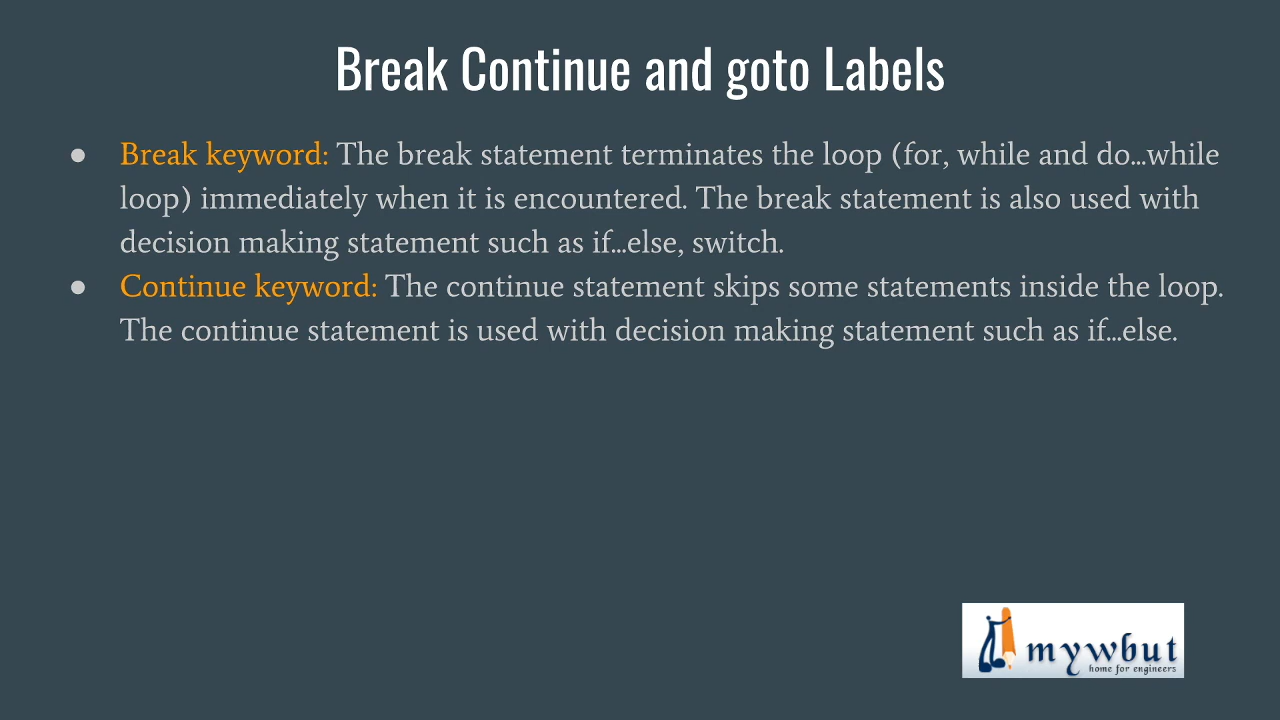 Break Continue and goto Labels
● Break keyword: The break statement terminates the loop (for, while and do...while
loop) immediately when it is encountered. The break statement is also used with
decision making statement such as if...else, switch.
● Continue keyword: The continue statement skips some statements inside the loop.
The continue statement is used with decision making statement such as if...else.
mywbut
home for engineers